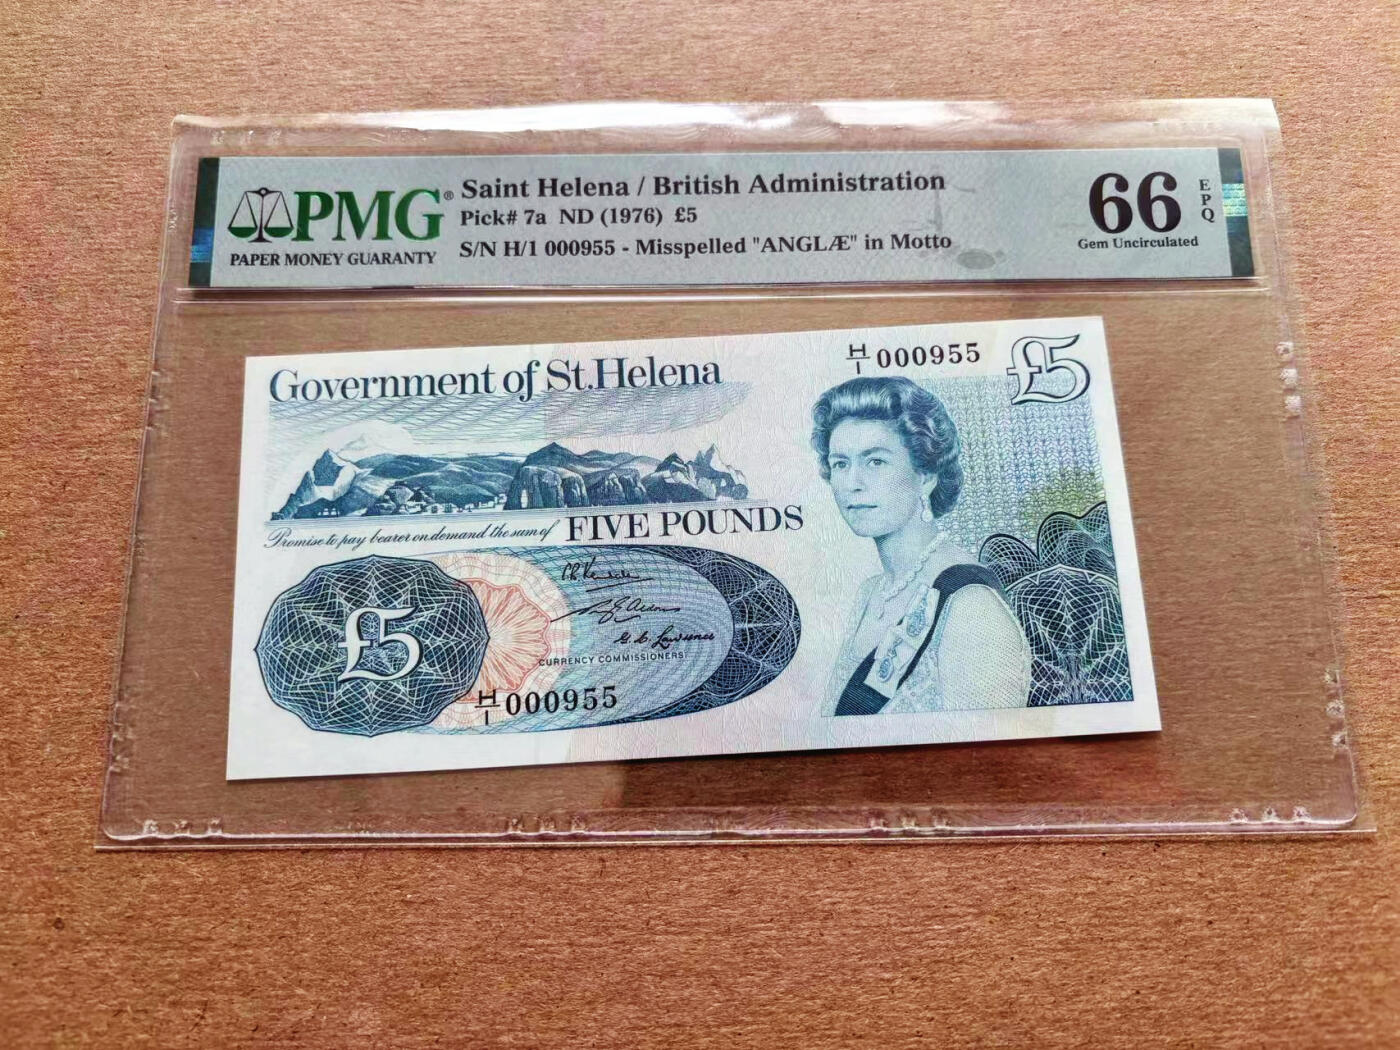 PMG®
PAPER MONEY GUARANTY
Saint Helena / British Administration
Pick# 7a ND (1976) £5
S/N H/1 000955 - Misspelled "ANGLÆ" in Motto
66
EPQ
Gem Uncirculated
Government of St.Helena
H/1 000955
£5
Promise to pay bearer on demand the sum of FIVE POUNDS
£5
G. C. Lawrence
CURRENCY COMMISSIONERS
H/1 000955